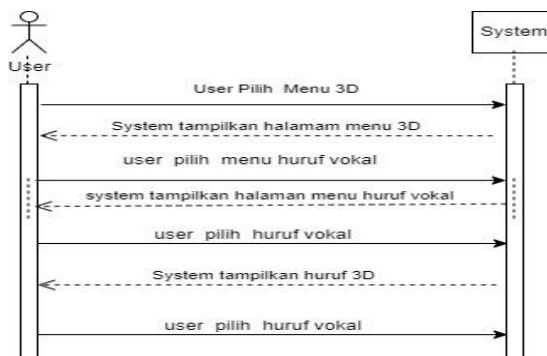 User
System
User Pilih Menu 3D
System tampilkan halamam menu 3D
user pilih menu huruf vokal
system tampilkan halaman menu huruf vokal
user pilih huruf vokal
System tampilkan huruf 3D
user pilih huruf vokal